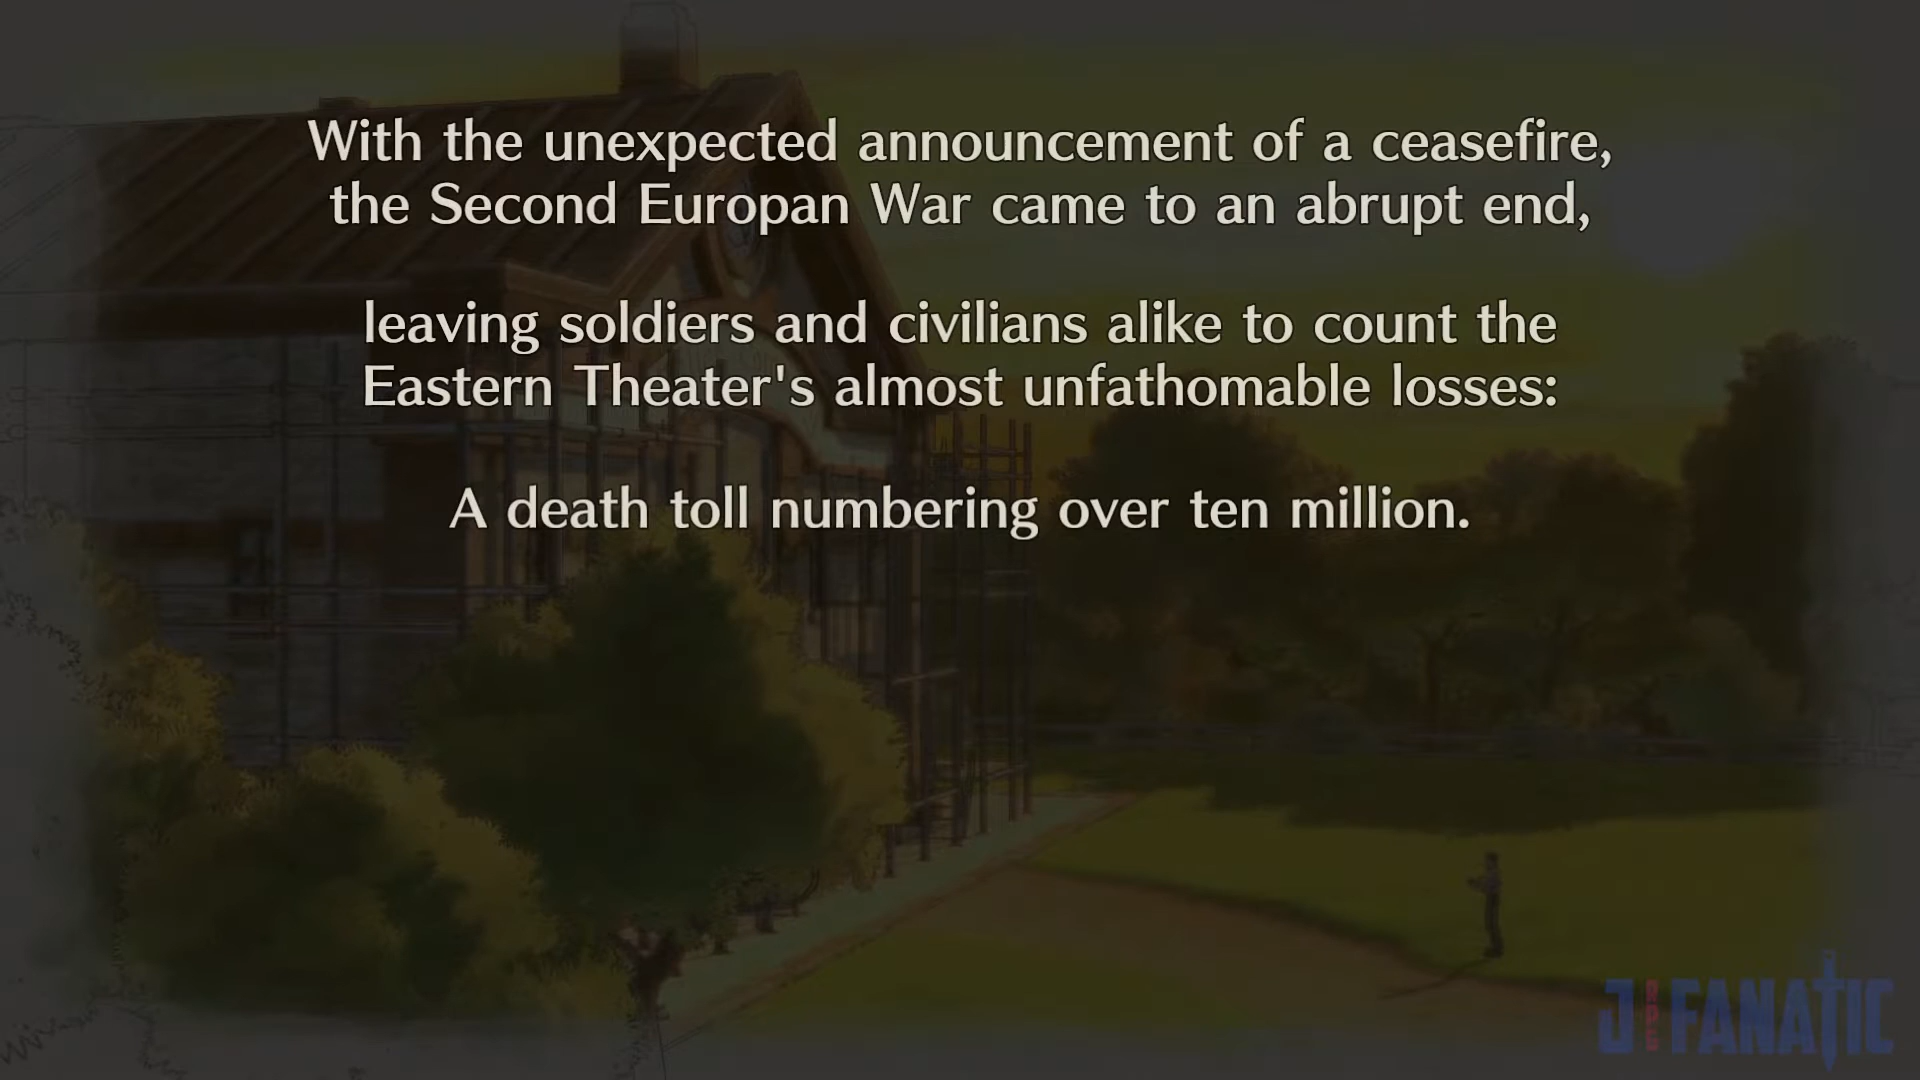 With the unexpected announcement of a ceasefire,
the Second Europan War came to an abrupt end,
leaving soldiers and civilians alike to count the
Eastern Theater's almost unfathomable losses:
A death toll numbering over ten million.
J RPG FANATIC